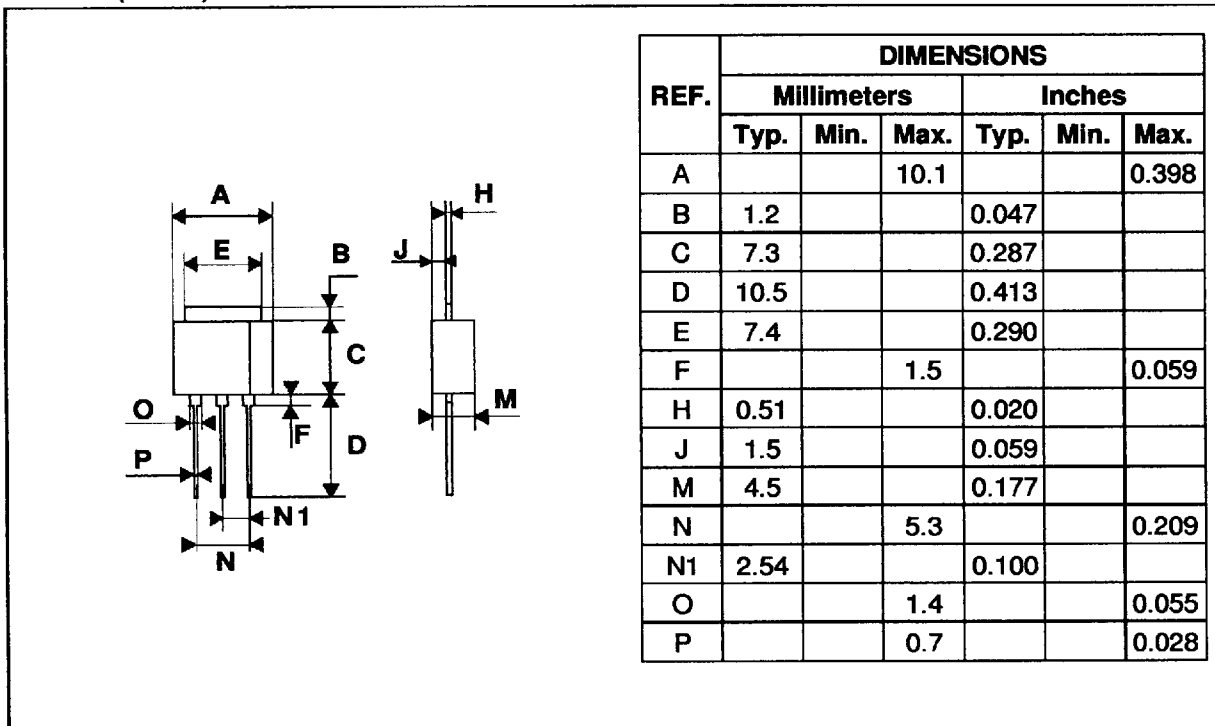 DIMENSIONS
REF. Millimeters Inches
Typ. Min. Max. Typ. Min. Max.
A 10.1 0.398
B 1.2 0.047
C 7.3 0.287
D 10.5 0.413
E 7.4 0.290
F 1.5 0.059
H 0.51 0.020
J 1.5 0.059
M 4.5 0.177
N 5.3 0.209
N1 2.54 0.100
O 1.4 0.055
P 0.7 0.028
A
H
E
B
J
C
O
F
M
P
D
N1
N